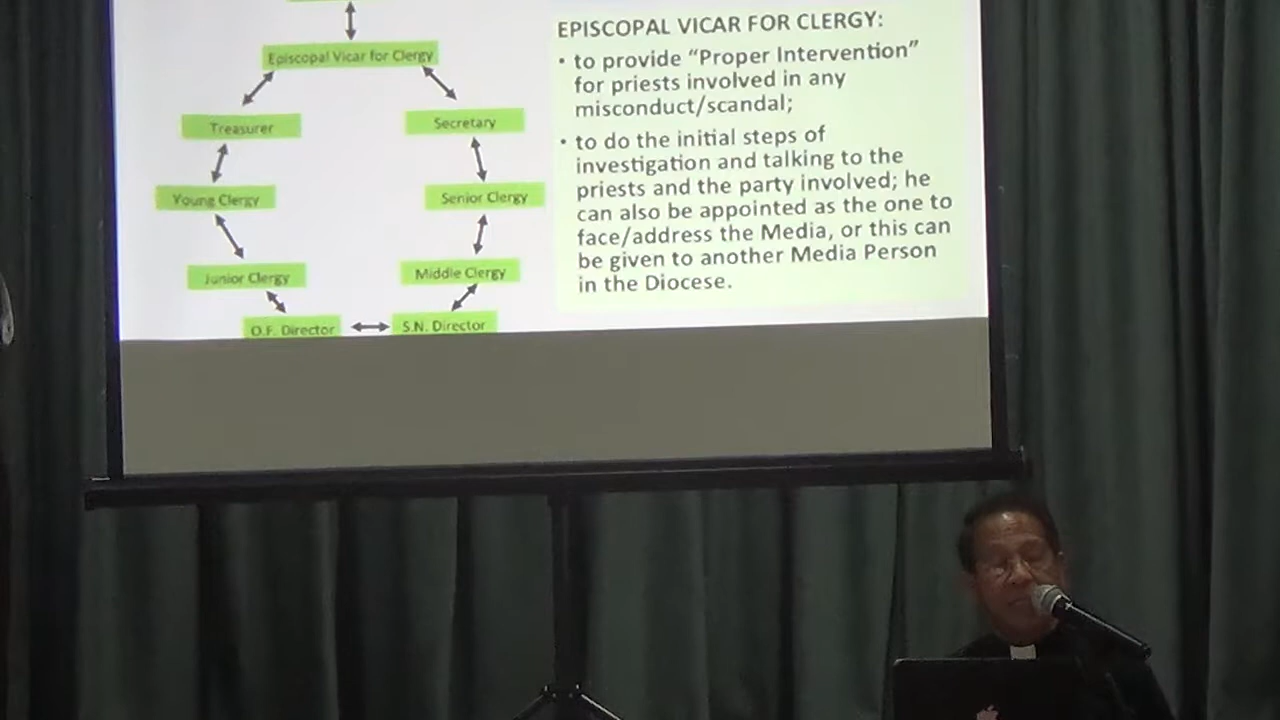 Episcopal Vicar for Clergy
Treasurer
Secretary
Young Clergy
Senior Clergy
Junior Clergy
Middle Clergy
O.F. Director
S.N. Director
EPISCOPAL VICAR FOR CLERGY:
• to provide “Proper Intervention”
for priests involved in any
misconduct/scandal;
• to do the initial steps of
investigation and talking to the
priests and the party involved; he
can also be appointed as the one to
face/address the Media, or this can
be given to another Media Person
in the Diocese.